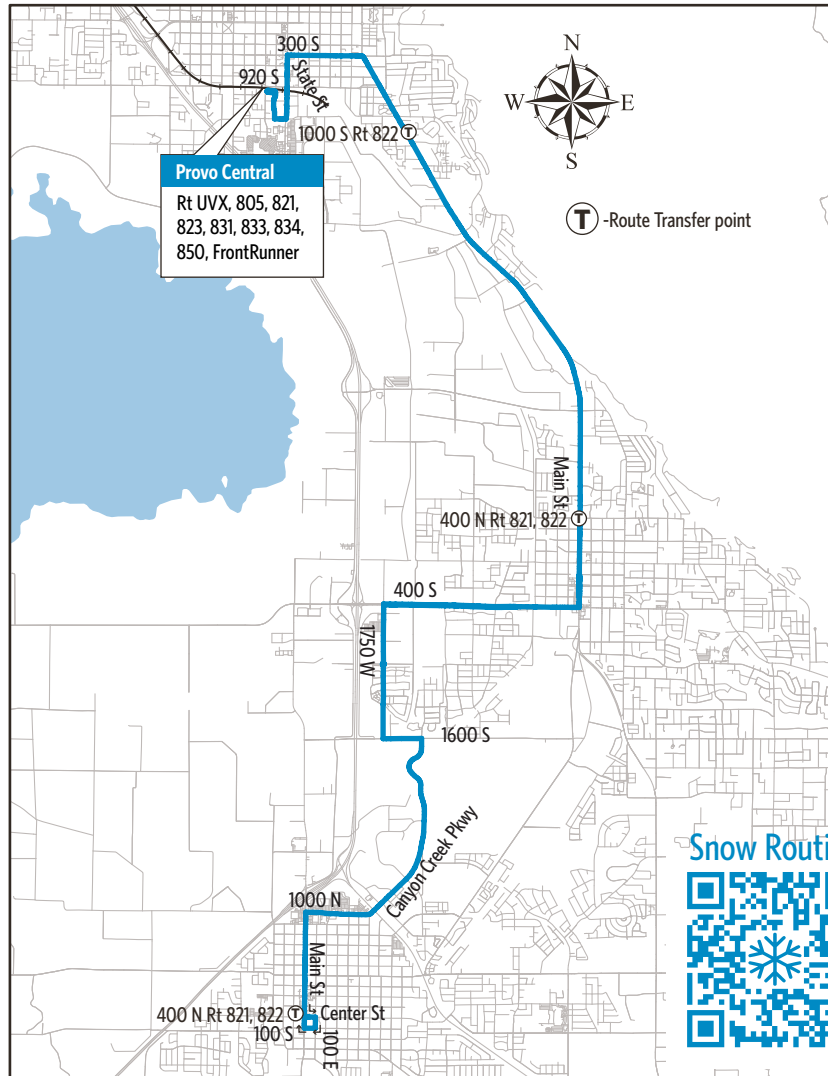 300 S
State St
920 S
N
W
E
S
1000 S Rt 822 T
Provo Central
Rt UVX, 805, 821,
823, 831, 833, 834,
850, FrontRunner
T -Route Transfer point
Main St
400 N Rt 821, 822 T
400 S
1750 W
1600 S
Canyon Creek Pkwy
Snow Routi
1000 N
Main St
400 N Rt 821, 822 T
Center St
100 S
100 E